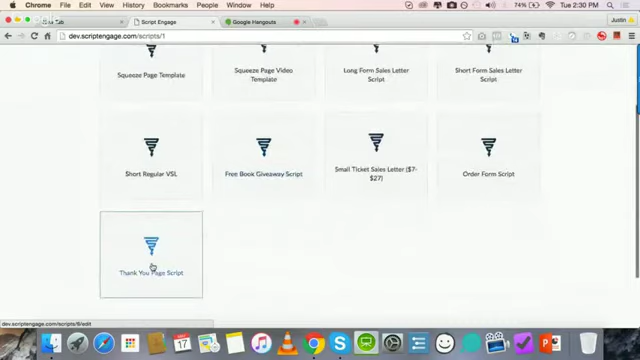 Chrome File Edit View History Bookmarks People Window Help
74% Tue 2:30 PM
Tab
Script Engage
Google Hangouts
Justin
dev.scriptengage.com/scripts/1
Squeeze Page Template
Squeeze Page Video
Template
Long Form Sales Letter
Script
Short Form Sales Letter
Script
Short Regular VSL
Free Book Giveaway Script
Small Ticket Sales Letter ($7-
$27)
Order Form Script
Thank You Page Script
dev.scriptengage.com/scripts/6/edit
17